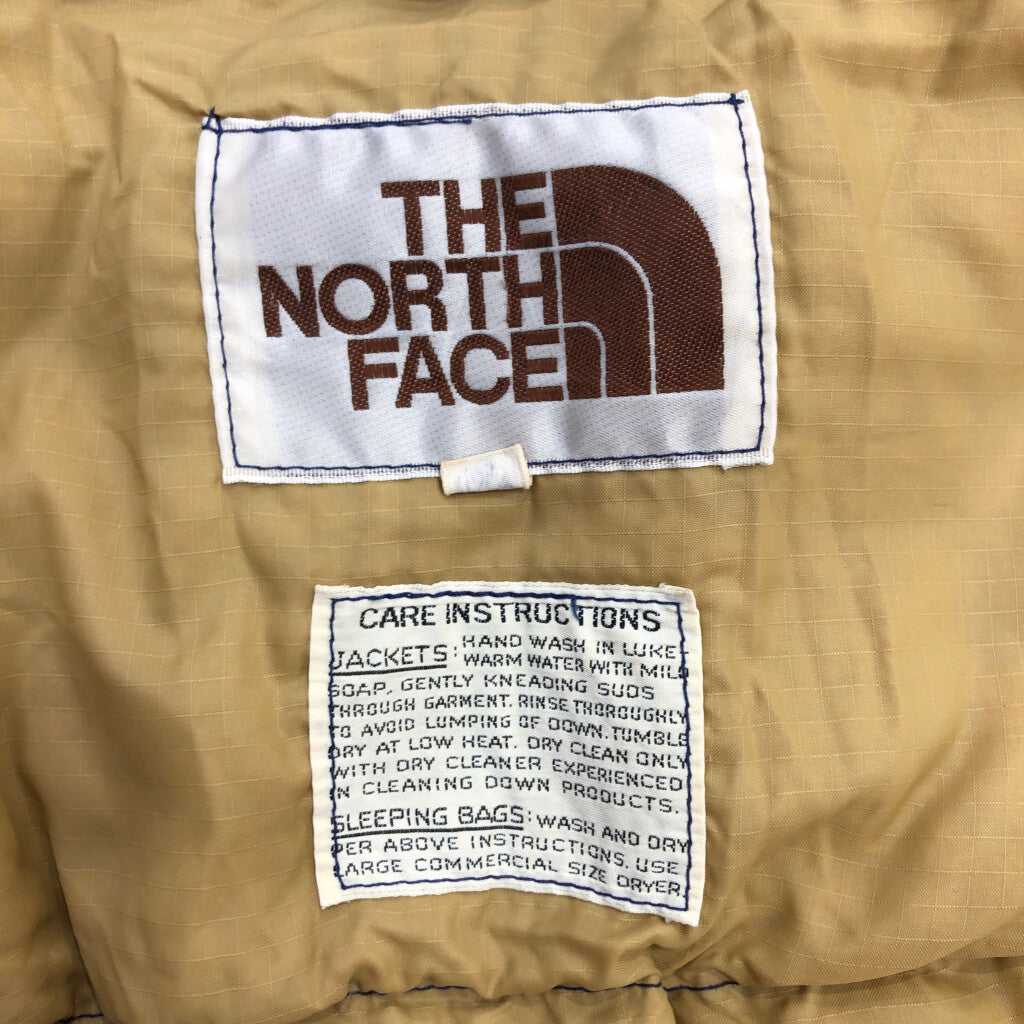 THE
NORTH
FACE
CARE INSTRUCTIONS
JACKETS: HAND WASH IN LUKE
WARM WATER WITH MILD
SOAP, GENTLY KNEADING SUDS
THROUGH GARMENT. RINSE THOROUGHLY
TO AVOID LUMPING OF DOWN. TUMBLE
DRY AT LOW HEAT. DRY CLEAN ONLY
WITH DRY CLEANER EXPERIENCED
IN CLEANING DOWN PRODUCTS.
SLEEPING BAGS: WASH AND DRY
PER ABOVE INSTRUCTIONS. USE
LARGE COMMERCIAL SIZE DRYER.